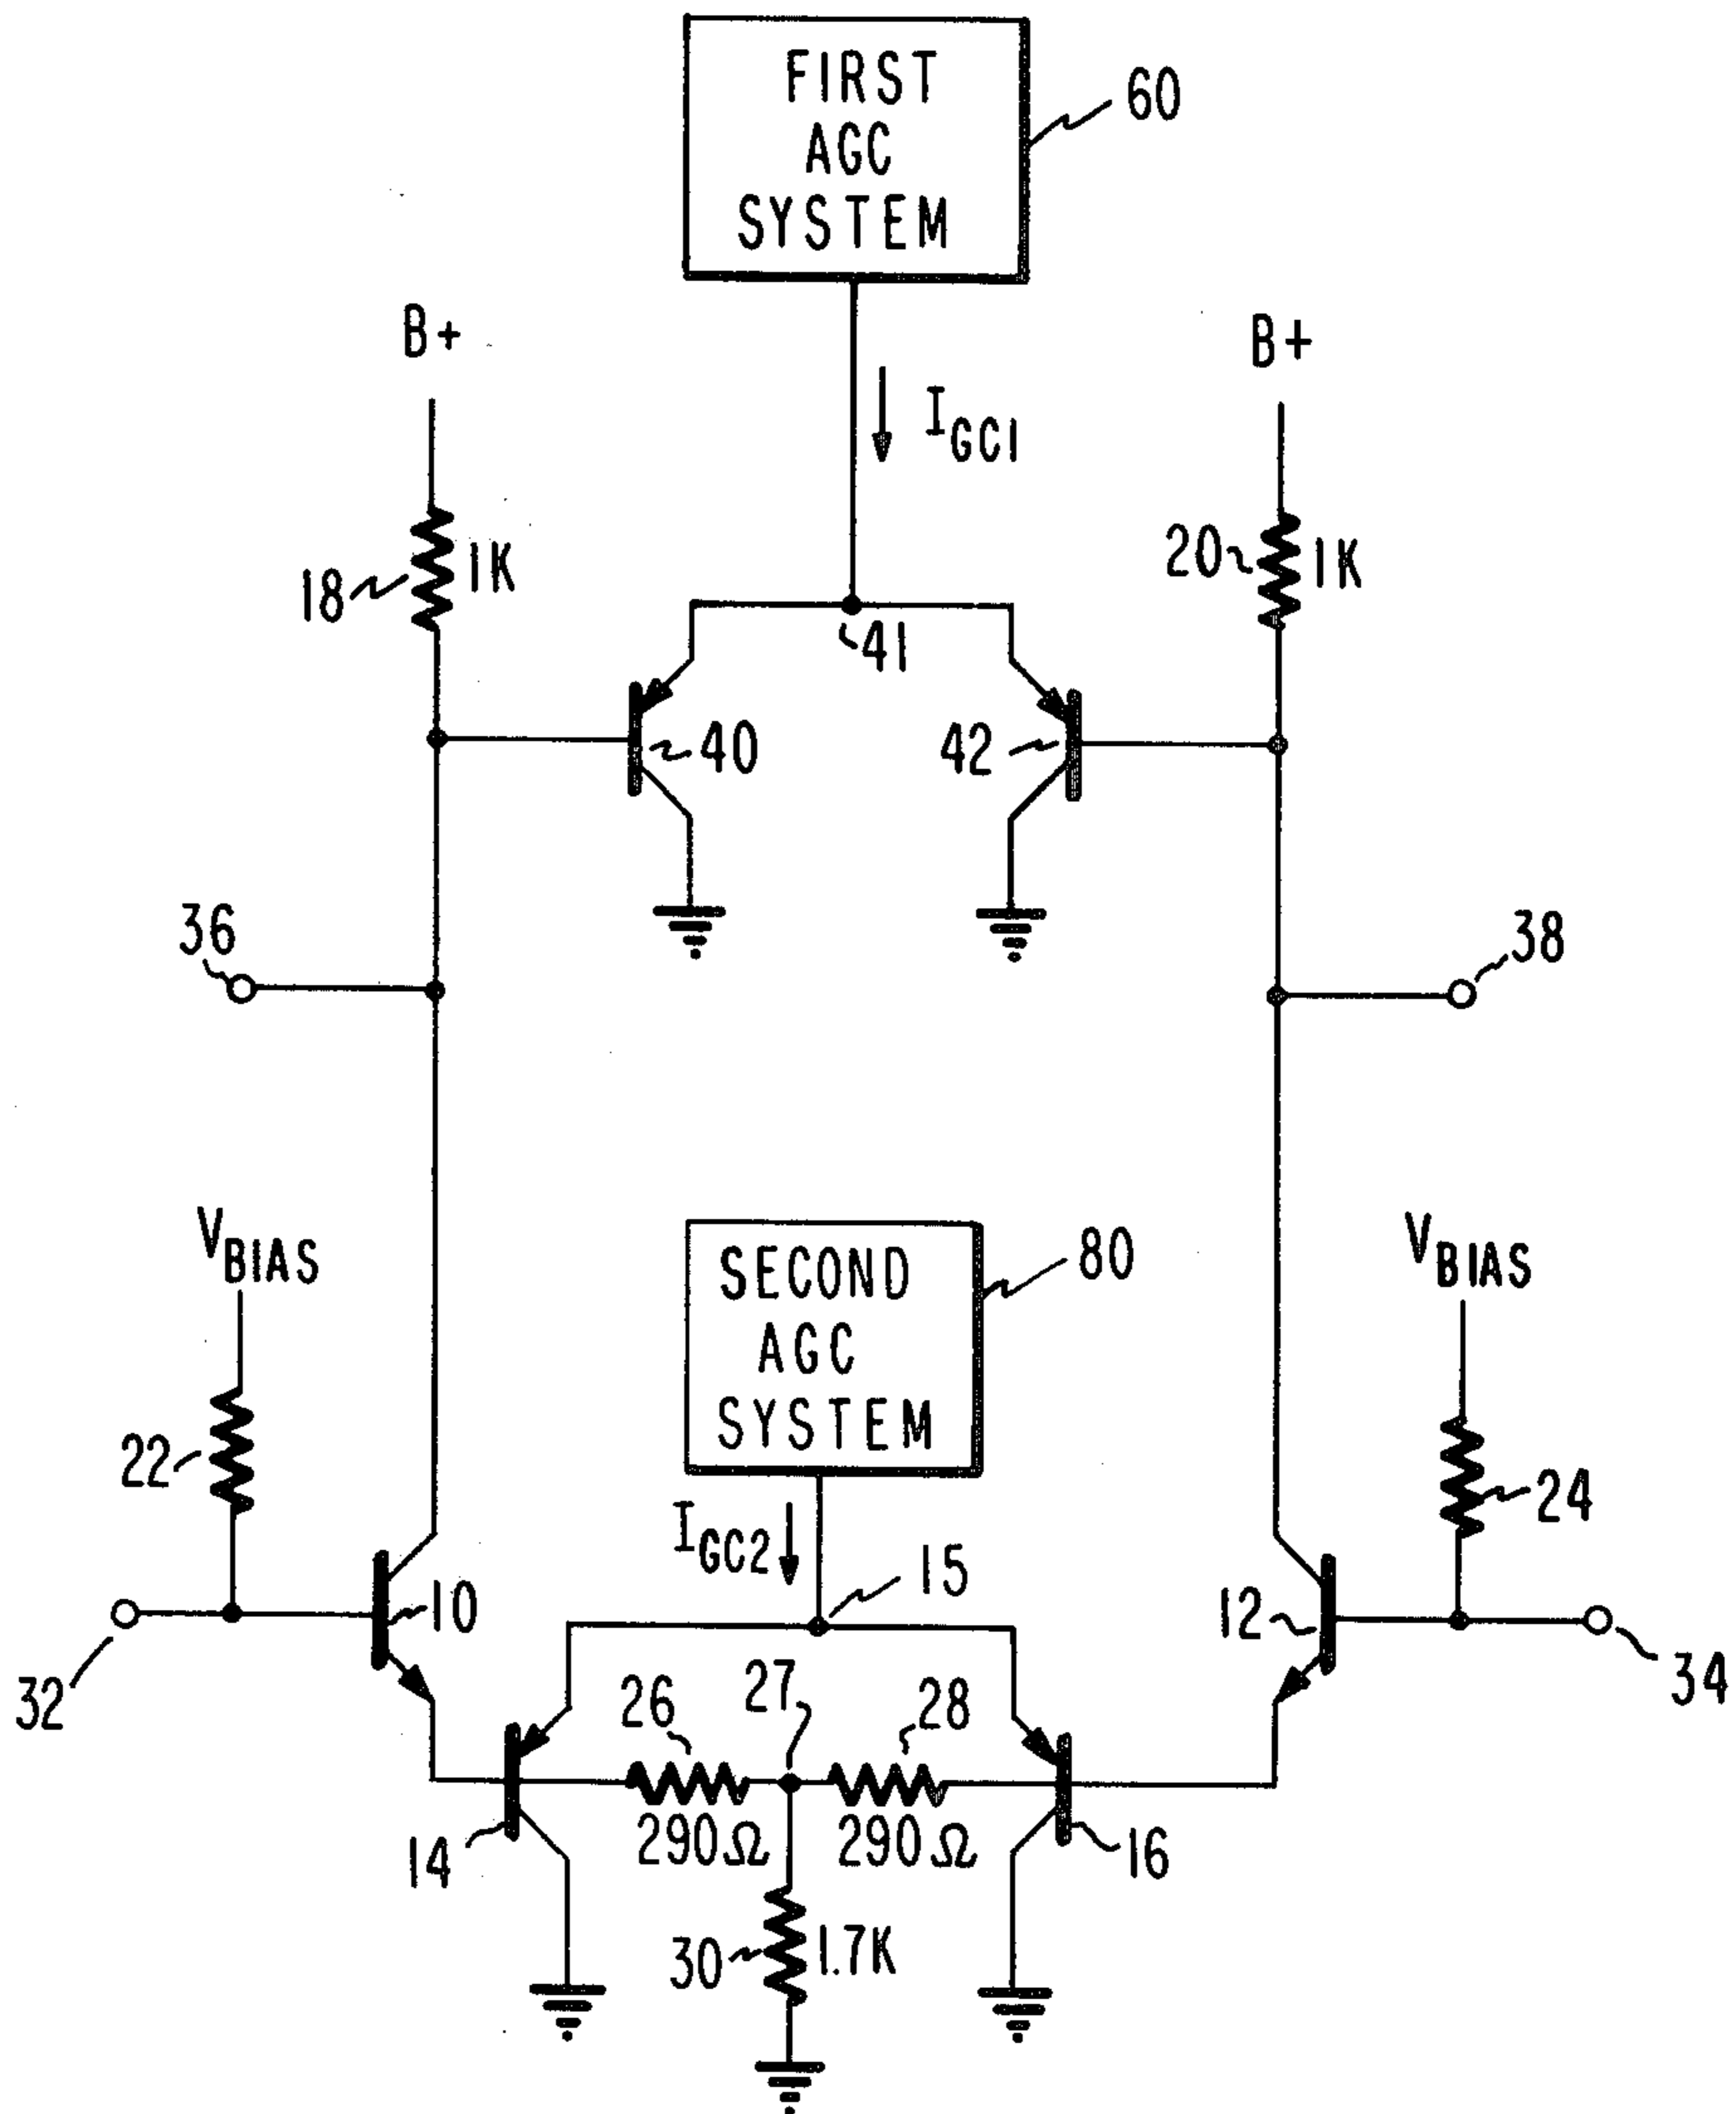 FIRST
AGC
SYSTEM
60
B+
B+
I GC1
18
1K
20
1K
41
40
42
36
38
V BIAS
V BIAS
SECOND
AGC
SYSTEM
80
22
24
I GC2
15
10
12
32
34
26
27
28
290Ω
290Ω
14
16
30
1.7K